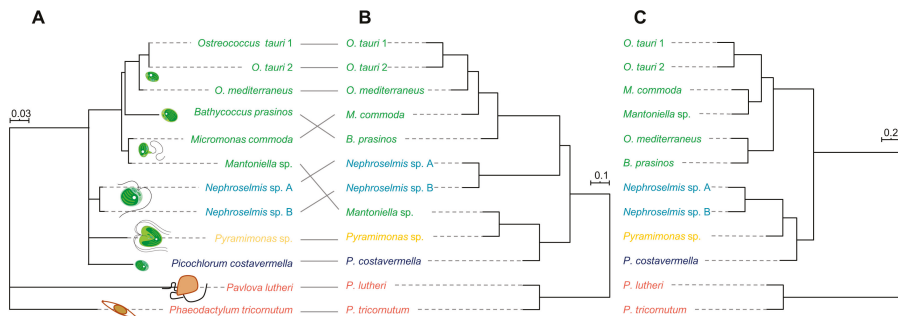 A
B
C
Ostreococcus tauri 1
O. tauri 2
O. mediterraneus
Bathycoccus prasinos
Micromonas commoda
Mantoniella sp.
Nephroselmis sp. A
Nephroselmis sp. B
Pyramimonas sp.
Picochlorum costavermella
Pavlova lutheri
Phaeodactylum tricornutum
0.03
O. tauri 1
O. tauri 2
O. mediterraneus
M. commoda
B. prasinos
Nephroselmis sp. A
Nephroselmis sp. B
Mantoniella sp.
Pyramimonas sp.
P. costavermella
P. lutheri
P. tricornutum
0.1
O. tauri 1
O. tauri 2
M. commoda
Mantoniella sp.
O. mediterraneus
B. prasinos
Nephroselmis sp. A
Nephroselmis sp. B
Pyramimonas sp.
P. costavermella
P. lutheri
P. tricornutum
0.2